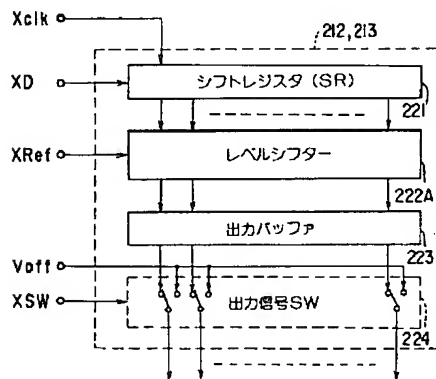 Xclk
212,213
XD
シフトレジスタ(SR)
221
XRef
レベルシフター
222A
出力バッファ
223
Voff
XSW
出力信号SW
224